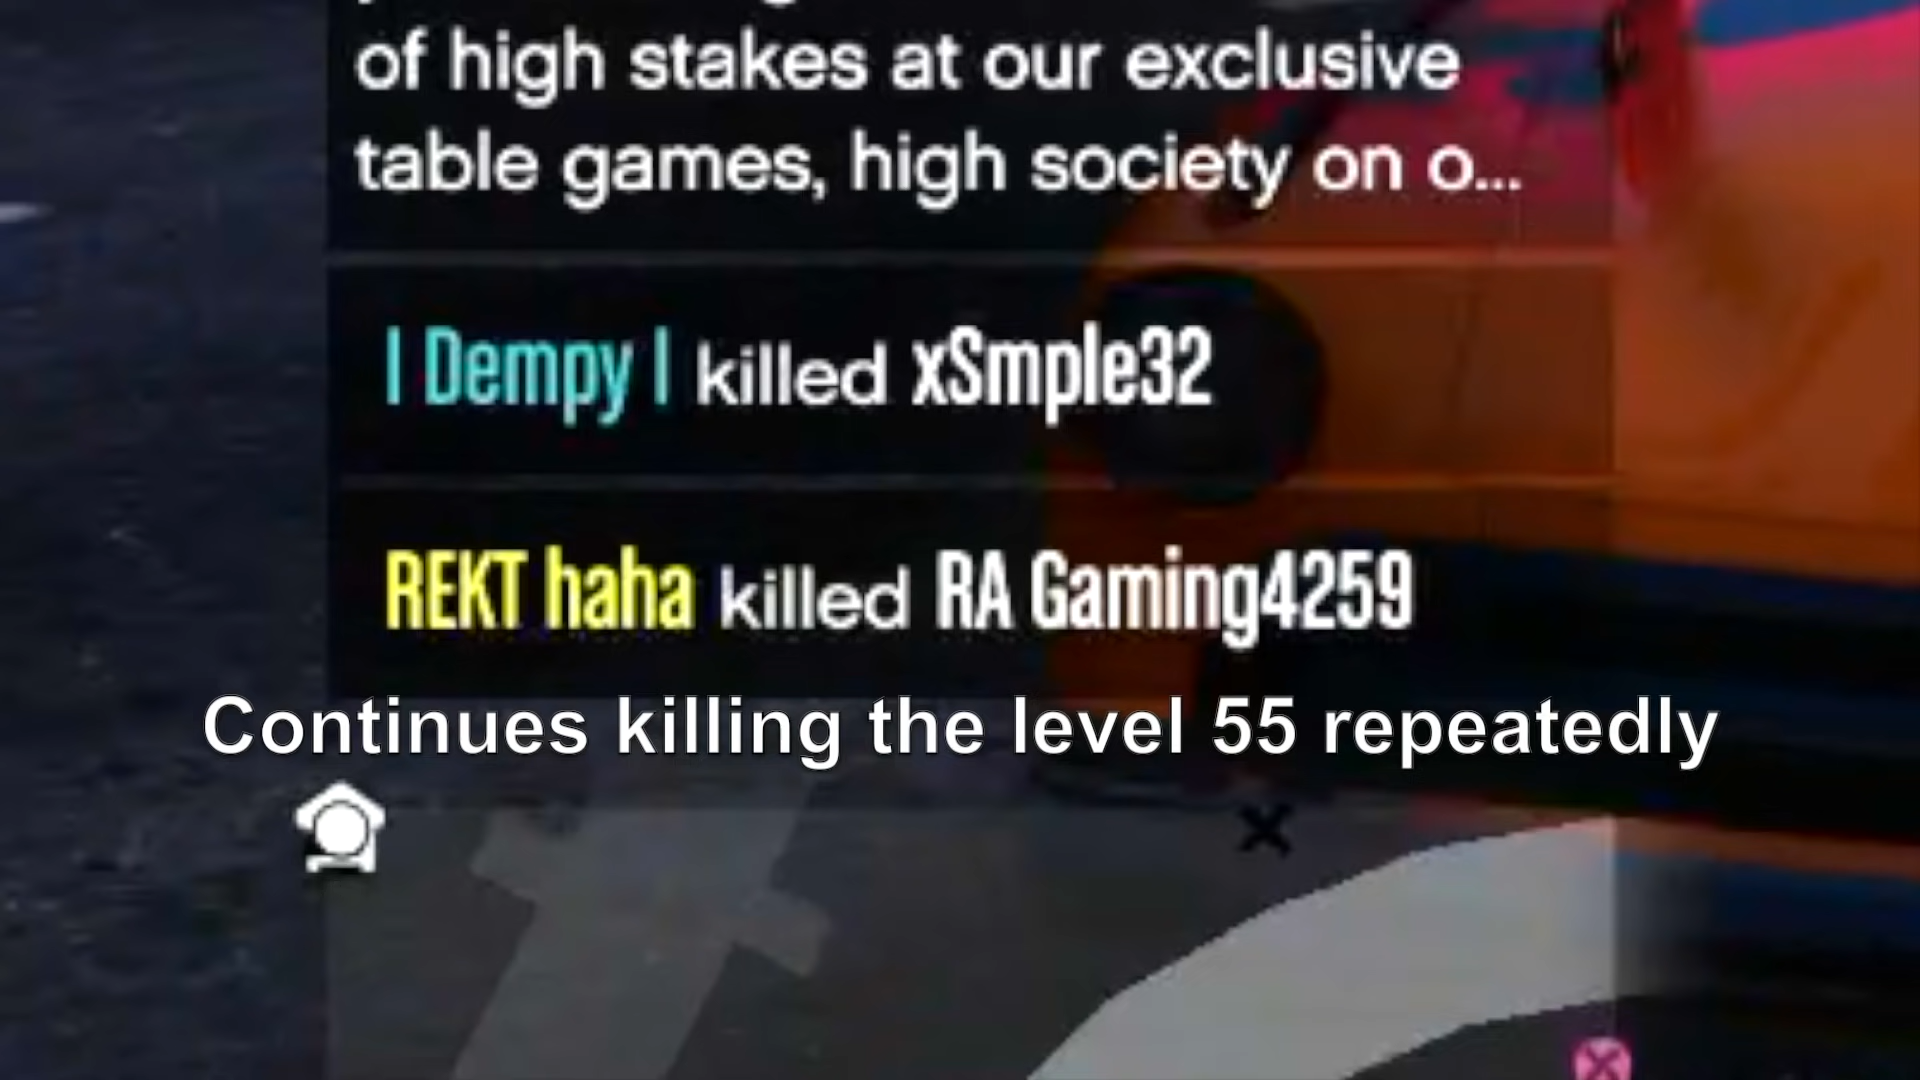 of high stakes at our exclusive
table games, high society on o...
I Dempy I killed xSmple32
REKT haha killed RA Gaming4259
Continues killing the level 55 repeatedly